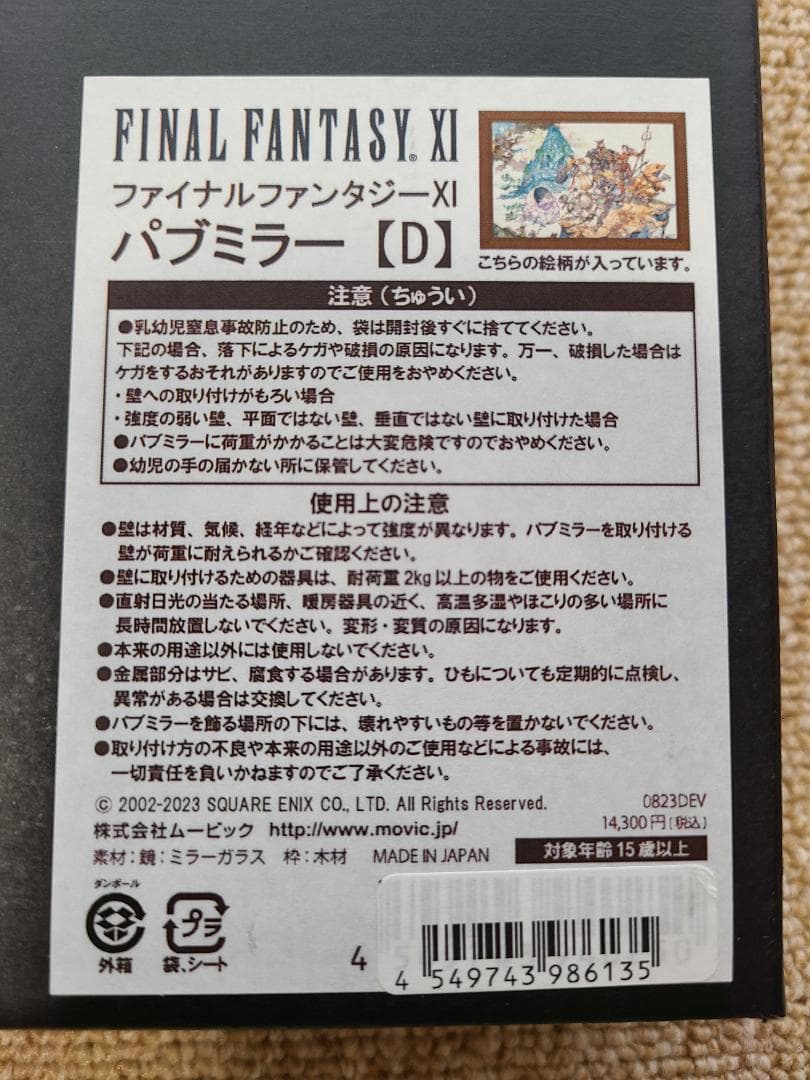 FINAL FANTASY® XI
ファイナルファンタジーXI
パブミラー【D】
こちらの絵柄が入っています。
注意（ちゅうい）
●乳幼児窒息事故防止のため、袋は開封後すぐに捨ててください。
下記の場合、落下によるケガや破損の原因になります。万一、破損した場合は
ケガをするおそれがありますのでご使用をおやめください。
・壁への取り付けがもろい場合
・強度の弱い壁、平面ではない壁、垂直ではない壁に取り付けた場合
●パブミラーに荷重がかかることは大変危険ですのでおやめください。
●幼児の手の届かない所に保管してください。
使用上の注意
●壁は材質、気候、経年などによって強度が異なります。パブミラーを取り付ける
壁が荷重に耐えられるかご確認ください。
●壁に取り付けるための器具は、耐荷重2kg以上の物をご使用ください。
●直射日光の当たる場所、暖房器具の近く、高温多湿やほこりの多い場所に
長時間放置しないでください。変形・変質の原因になります。
●本来の用途以外には使用しないでください。
●金属部分はサビ、腐食する場合があります。ひもについても定期的に点検し、
異常がある場合は交換してください。
●パブミラーを飾る場所の下には、壊れやすいもの等を置かないでください。
●取り付け方の不良や本来の用途以外のご使用などによる事故には、
一切責任を負いかねますのでご了承ください。
© 2002-2023 SQUARE ENIX CO., LTD. All Rights Reserved.
0823DEV
株式会社ムービック http://www.movic.jp/
14,300円(税込)
素材：鏡：ミラーガラス 枠：木材 MADE IN JAPAN
対象年齢15歳以上
ダンボール
外箱
プラ
袋、シート
4
4 549743 986135